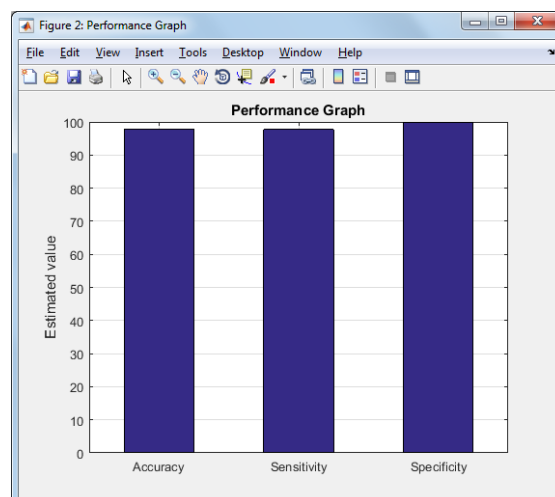 Figure 2: Performance Graph
File Edit View Insert Tools Desktop Window Help
Performance Graph
100
90
80
70
60
50
40
30
20
10
0
Estimated value
Accuracy Sensitivity Specificity